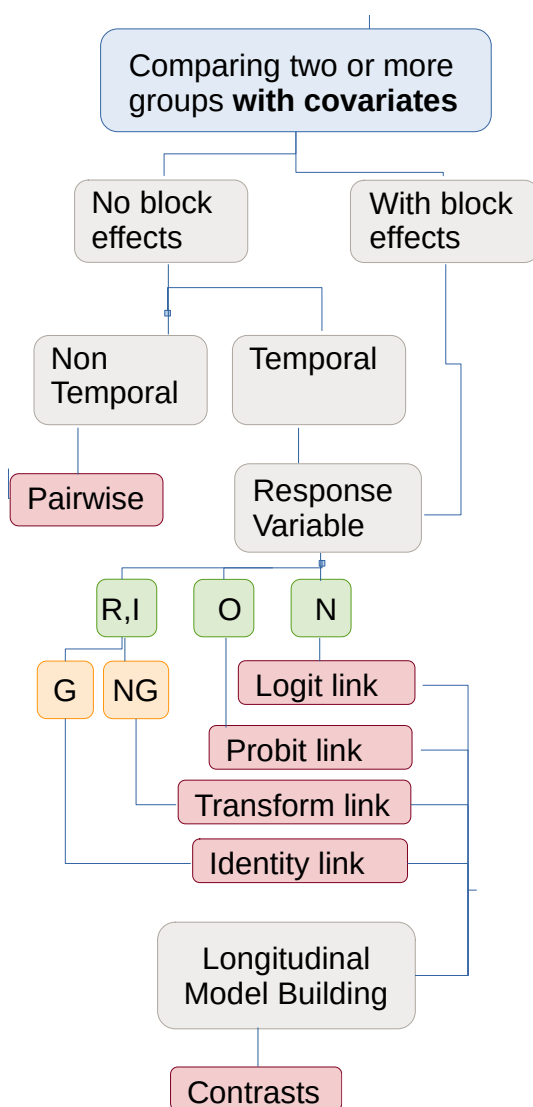 Comparing two or more
groups with covariates
No block
effects
With block
effects
Non
Temporal
Temporal
Pairwise
Response
Variable
R,I
O
N
G
NG
Logit link
Probit link
Transform link
Identity link
Longitudinal
Model Building
Contrasts